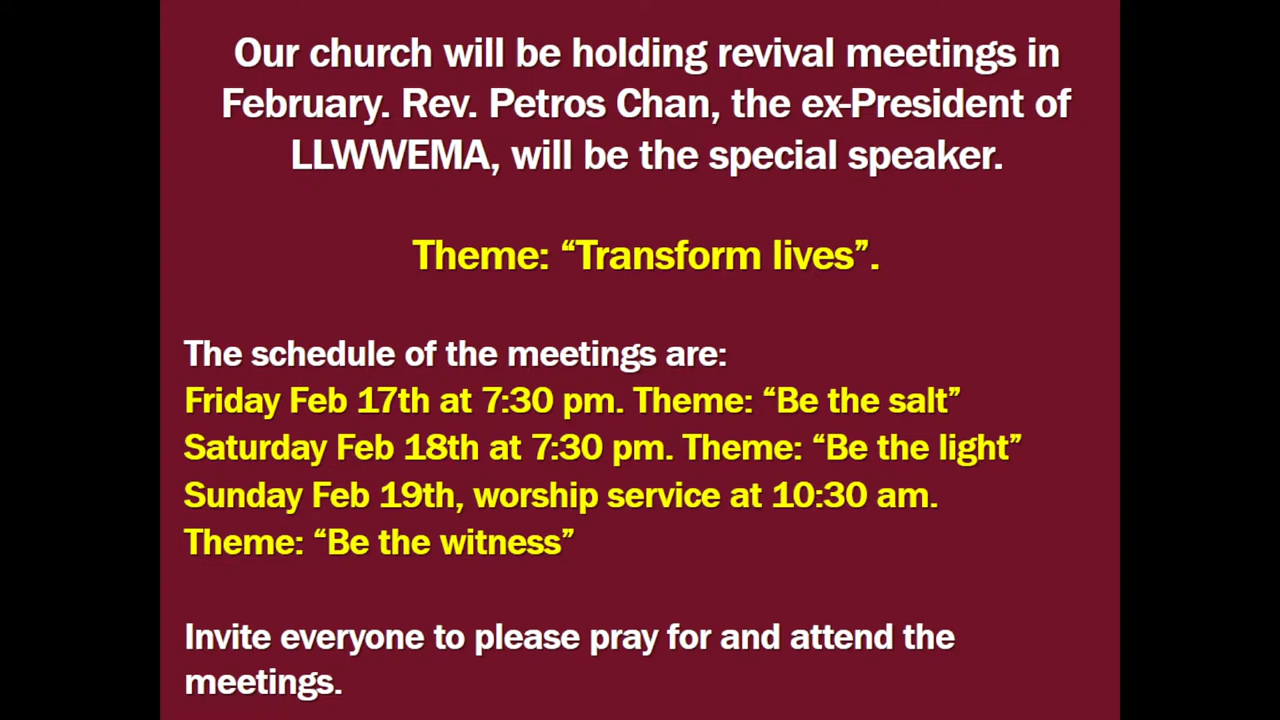 Our church will be holding revival meetings in
February. Rev. Petros Chan, the ex-President of
LLWWEMA, will be the special speaker.
Theme: “Transform lives”.
The schedule of the meetings are:
Friday Feb 17th at 7:30 pm. Theme: “Be the salt”
Saturday Feb 18th at 7:30 pm. Theme: “Be the light”
Sunday Feb 19th, worship service at 10:30 am.
Theme: “Be the witness”
Invite everyone to please pray for and attend the
meetings.